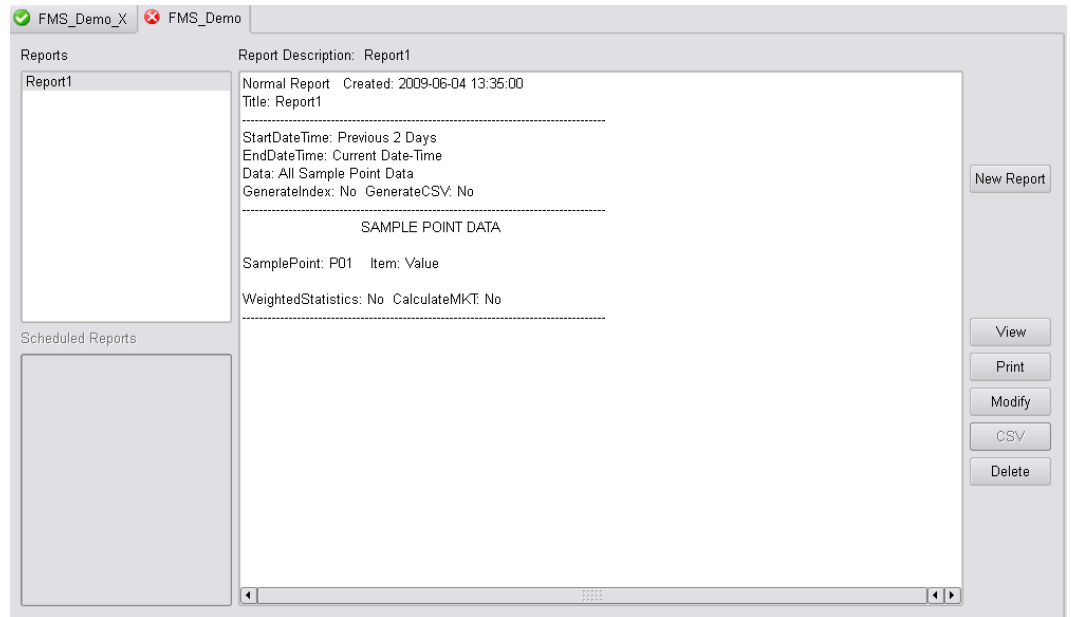 FMS_Demo_X FMS_Demo
Reports
Report1
Scheduled Reports
Report Description: Report1
Normal Report Created: 2009-06-04 13:35:00
Title: Report1
StartDateTime: Previous 2 Days
EndDateTime: Current Date-Time
Data: All Sample Point Data
GenerateIndex: No GenerateCSV: No
SAMPLE POINT DATA
SamplePoint: P01 Item: Value
WeightedStatistics: No CalculateMKT: No
New Report
View
Print
Modify
CSV
Delete